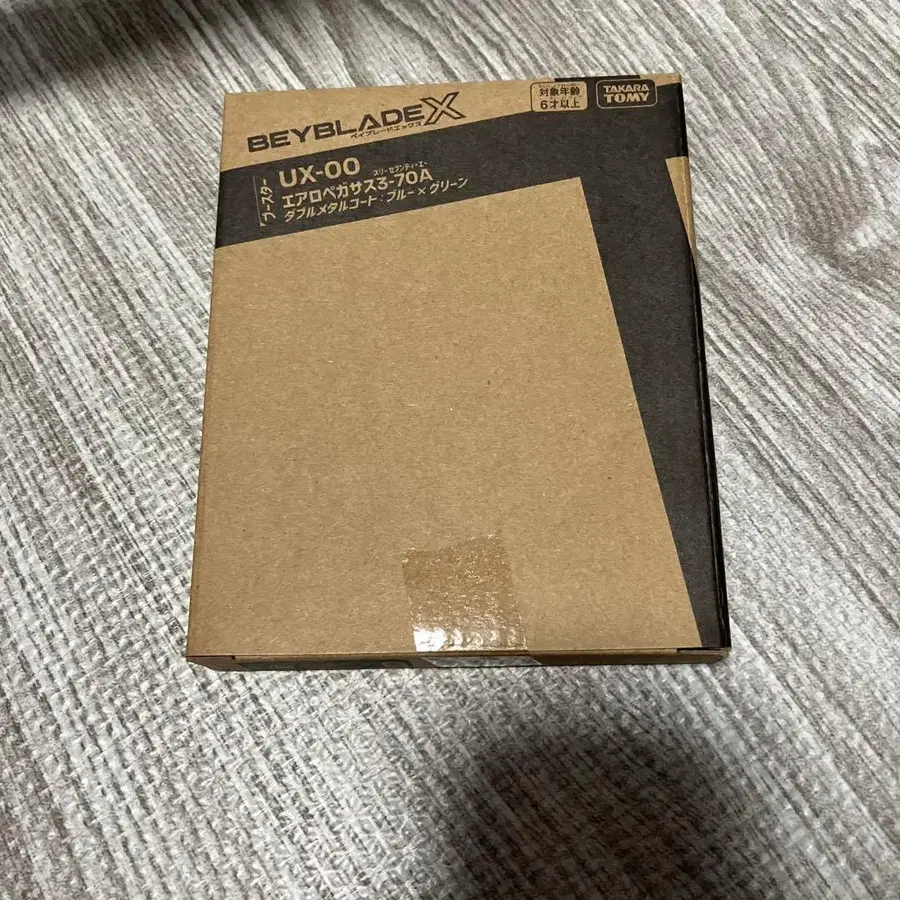 BEYBLADE X
ベイブレードエックス
対象年齢
6才以上
TAKARA
TOMY
ブースター
UX-00
スリーセブンティ・エー
エアロペガサス3-70A
ダブルメタルコート:ブルー×グリーン